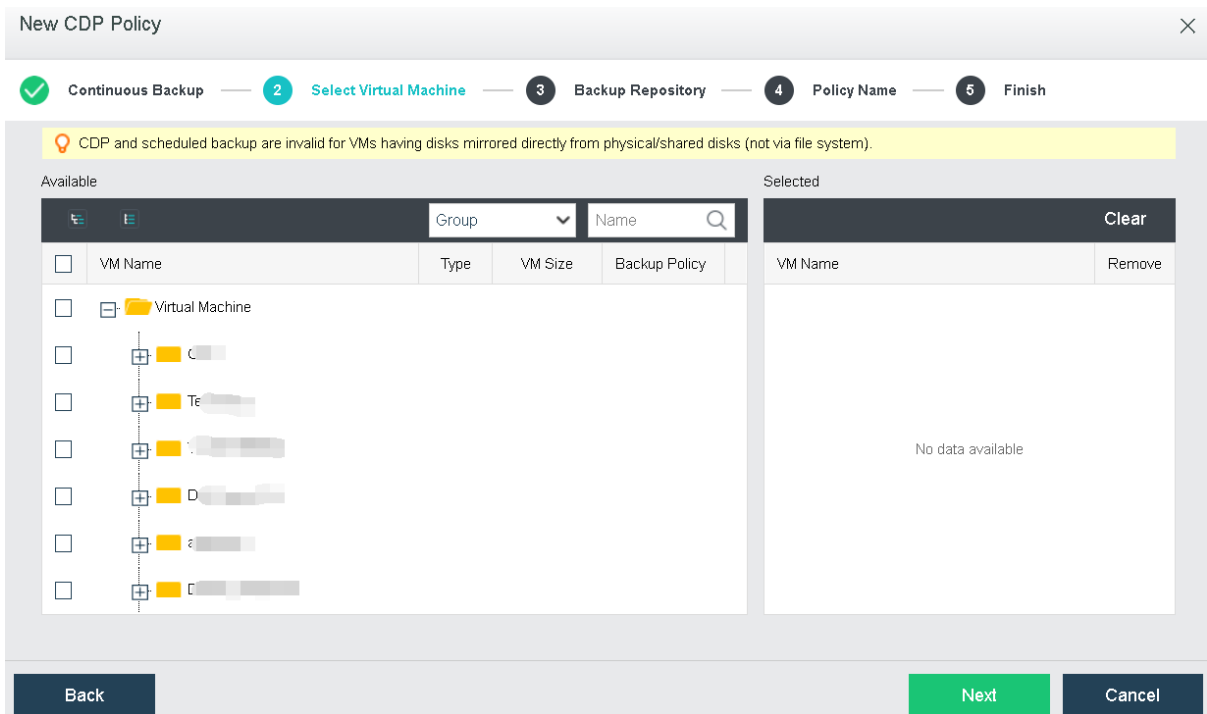 New CDP Policy
Continuous Backup 2 Select Virtual Machine 3 Backup Repository 4 Policy Name 5 Finish
CDP and scheduled backup are invalid for VMs having disks mirrored directly from physical/shared disks (not via file system).
Available Selected
Group Name Clear
VM Name Type VM Size Backup Policy VM Name Remove
Virtual Machine
No data available
Back Next Cancel